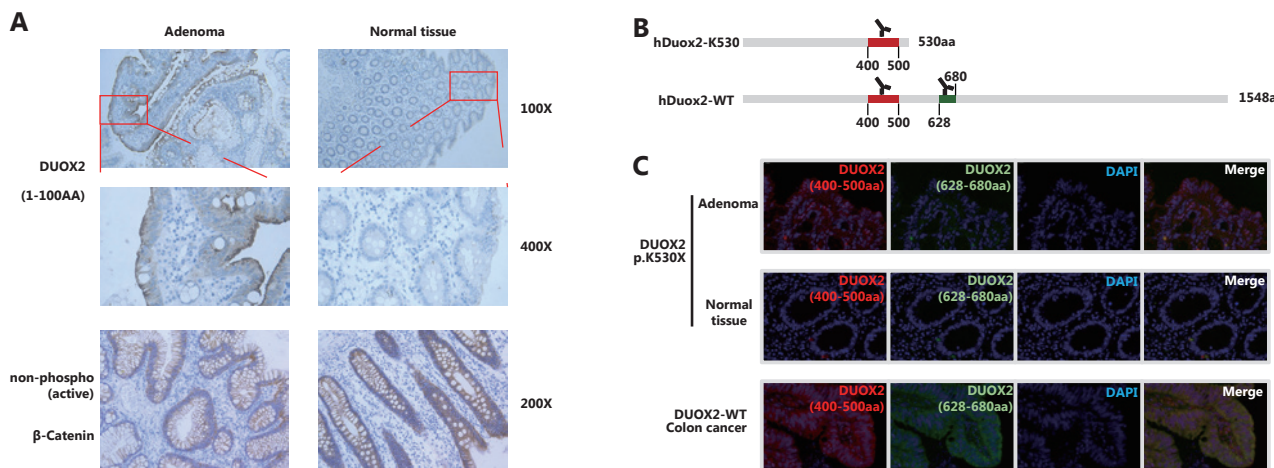 A
Adenoma
Normal tissue
100X
DUOX2
(1-100AA)
400X
non-phospho
(active)
β-Catenin
200X
B
hDuox2-K530
530aa
400 500
680
hDuox2-WT
1548a
400 500 628
C
DUOX2
(400-500aa)
DUOX2
(628-680aa)
DAPI
Merge
Adenoma
DUOX2
p.K530X
DUOX2
(400-500aa)
DUOX2
(628-680aa)
DAPI
Merge
Normal
tissue
DUOX2
(400-500aa)
DUOX2
(628-680aa)
DAPI
Merge
DUOX2-WT
Colon cancer